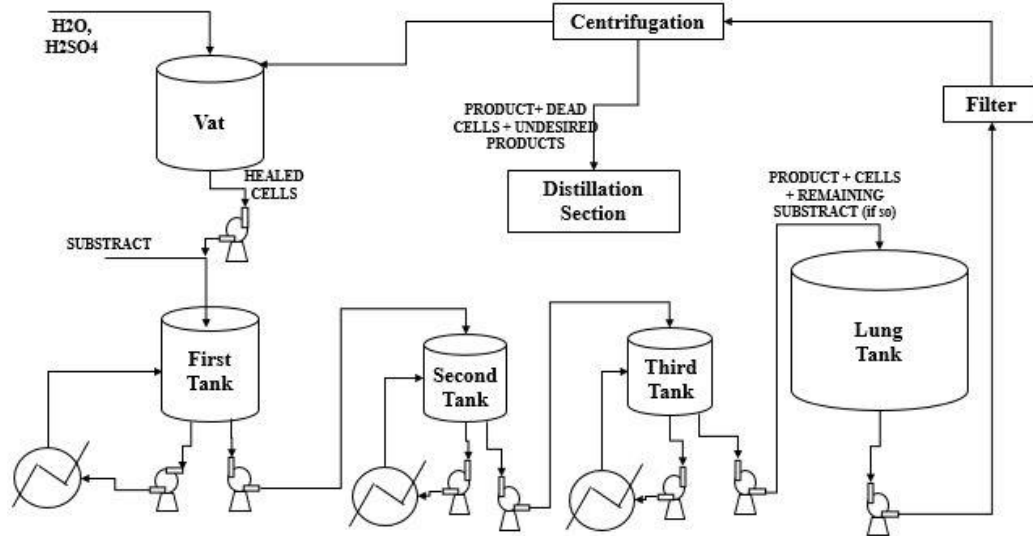 H2O,
H2SO4
Centrifugation
Vat
Filter
PRODUCT+ DEAD
CELLS + UNDESIRED
PRODUCTS
HEALED
CELLS
Distillation
Section
PRODUCT + CELLS
+ REMAINING
SUBSTRACT (if so)
SUBSTRACT
First
Tank
Second
Tank
Third
Tank
Lung
Tank